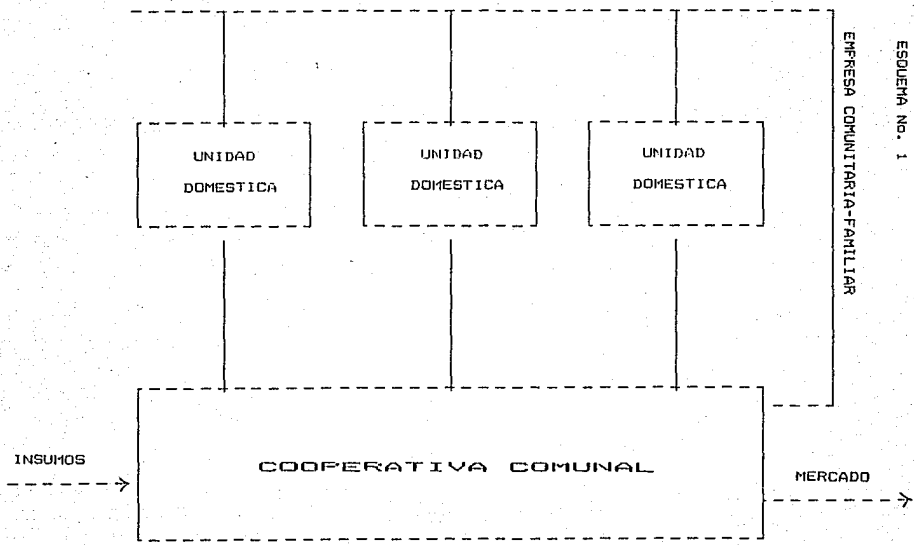 ESQUEMA No. 1
EMPRESA COMUNITARIA-FAMILIAR
UNIDAD
DOMESTICA
UNIDAD
DOMESTICA
UNIDAD
DOMESTICA
INSUMOS
COOPERATIVA COMUNAL
MERCADO